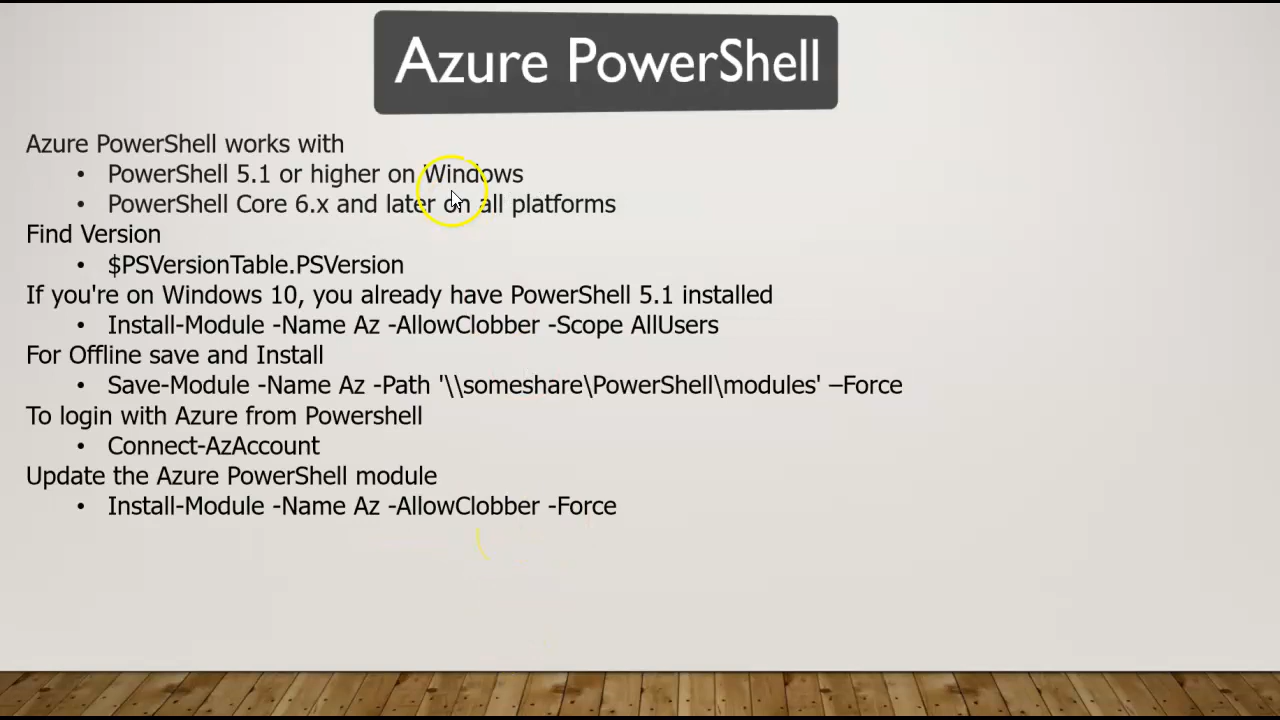 Azure PowerShell
Azure PowerShell works with
• PowerShell 5.1 or higher on Windows
• PowerShell Core 6.x and later on all platforms
Find Version
• $PSVersionTable.PSVersion
If you're on Windows 10, you already have PowerShell 5.1 installed
• Install-Module -Name Az -AllowClobber -Scope AllUsers
For Offline save and Install
• Save-Module -Name Az -Path '\\someshare\PowerShell\modules' –Force
To login with Azure from Powershell
• Connect-AzAccount
Update the Azure PowerShell module
• Install-Module -Name Az -AllowClobber -Force